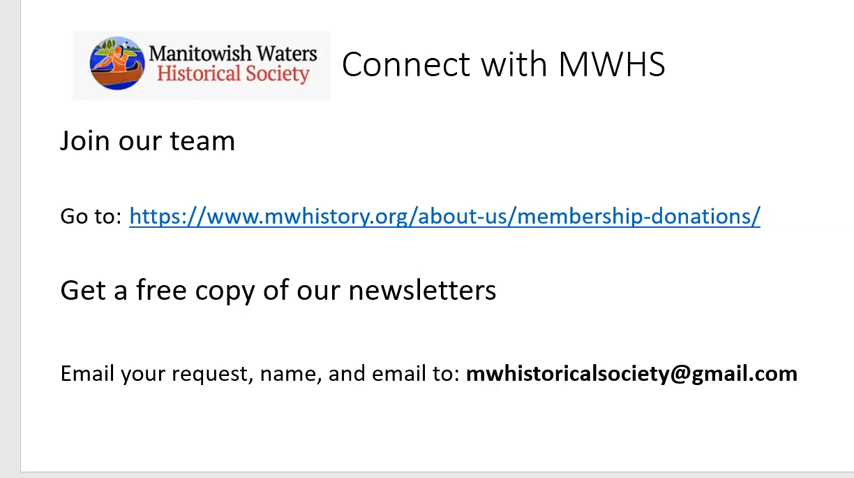 Manitowish Waters
Historical Society
Connect with MWHS
Join our team
Go to: https://www.mwhistory.org/about-us/membership-donations/
Get a free copy of our newsletters
Email your request, name, and email to: mwhistoricalsociety@gmail.com